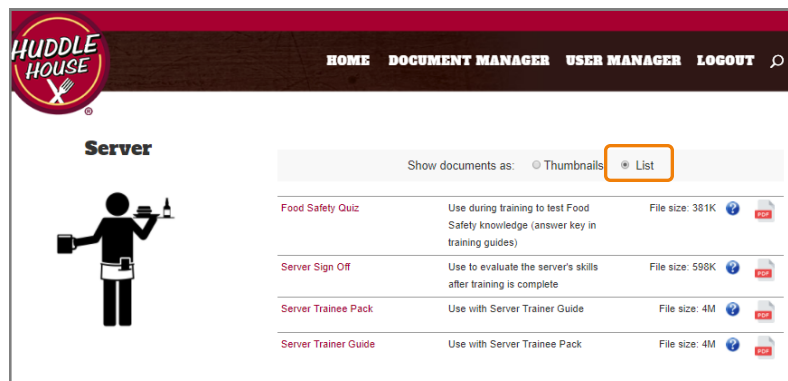 HUDDLE
HOUSE
®
HOME DOCUMENT MANAGER USER MANAGER LOGOUT
Server
Show documents as: Thumbnails List
Food Safety Quiz Use during training to test Food File size: 381K ? PDF
Safety knowledge (answer key in
training guides)
Server Sign Off Use to evaluate the server's skills File size: 598K ? PDF
after training is complete
Server Trainee Pack Use with Server Trainer Guide File size: 4M ? PDF
Server Trainer Guide Use with Server Trainee Pack File size: 4M ? PDF